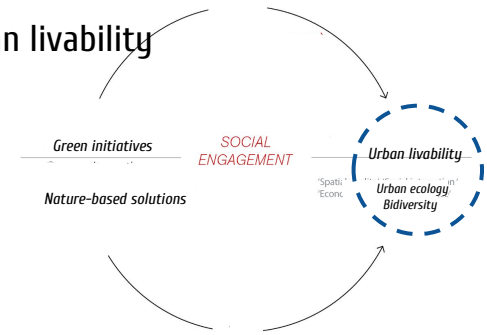 n livability
SOCIAL
ENGAGEMENT
Green initiatives
Nature-based solutions
Urban livability
Urban ecology
Bidiversity